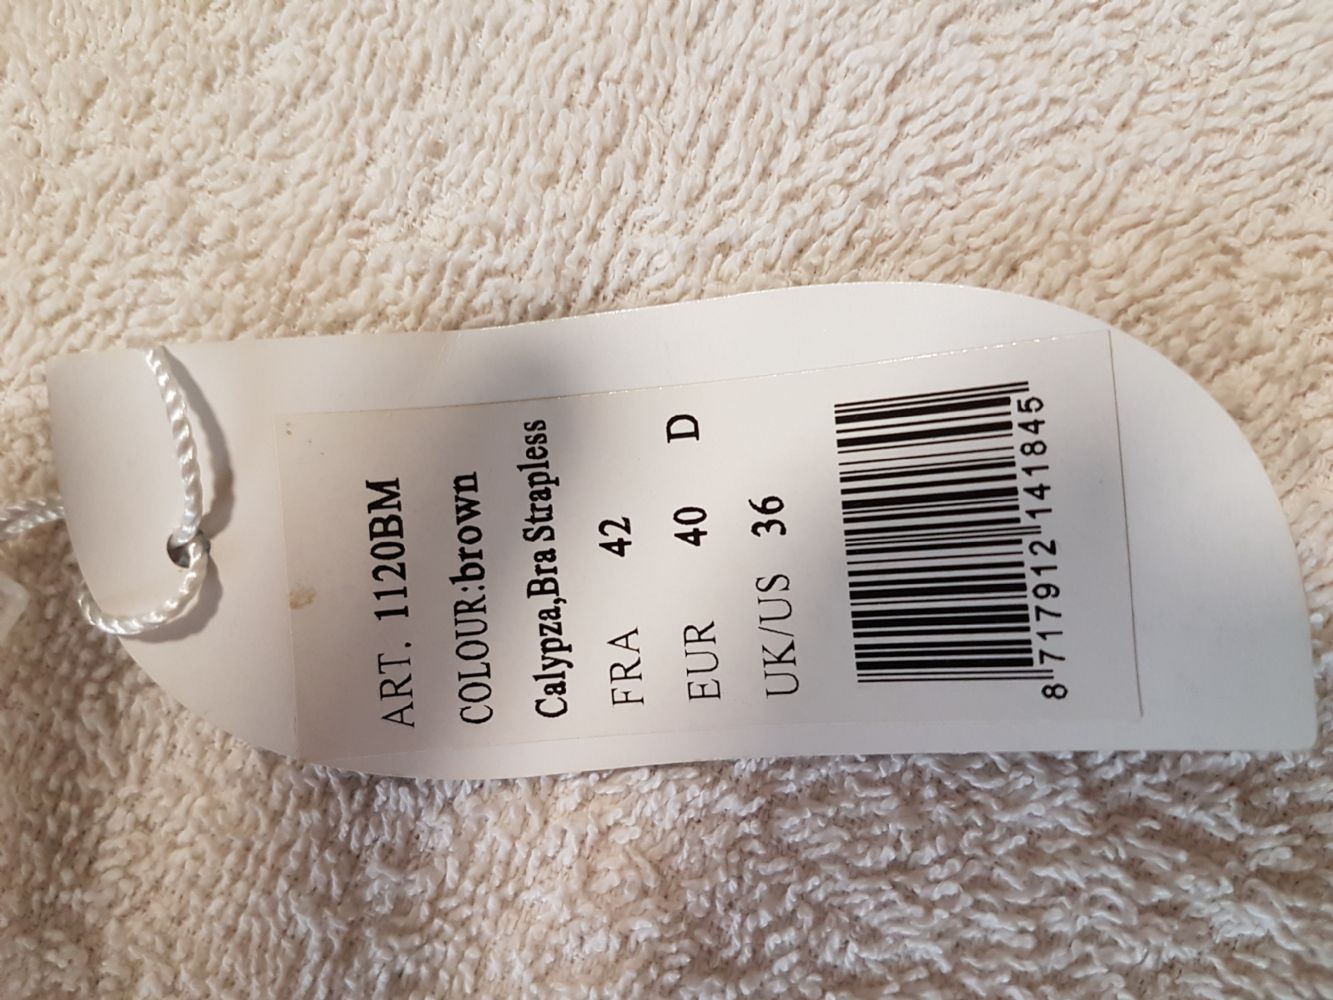 ART. 1120BM
COLOUR:brown
Calypza,Bra Strapless
FRA 42
EUR 40 D
UK/US 36
8 717912 141845